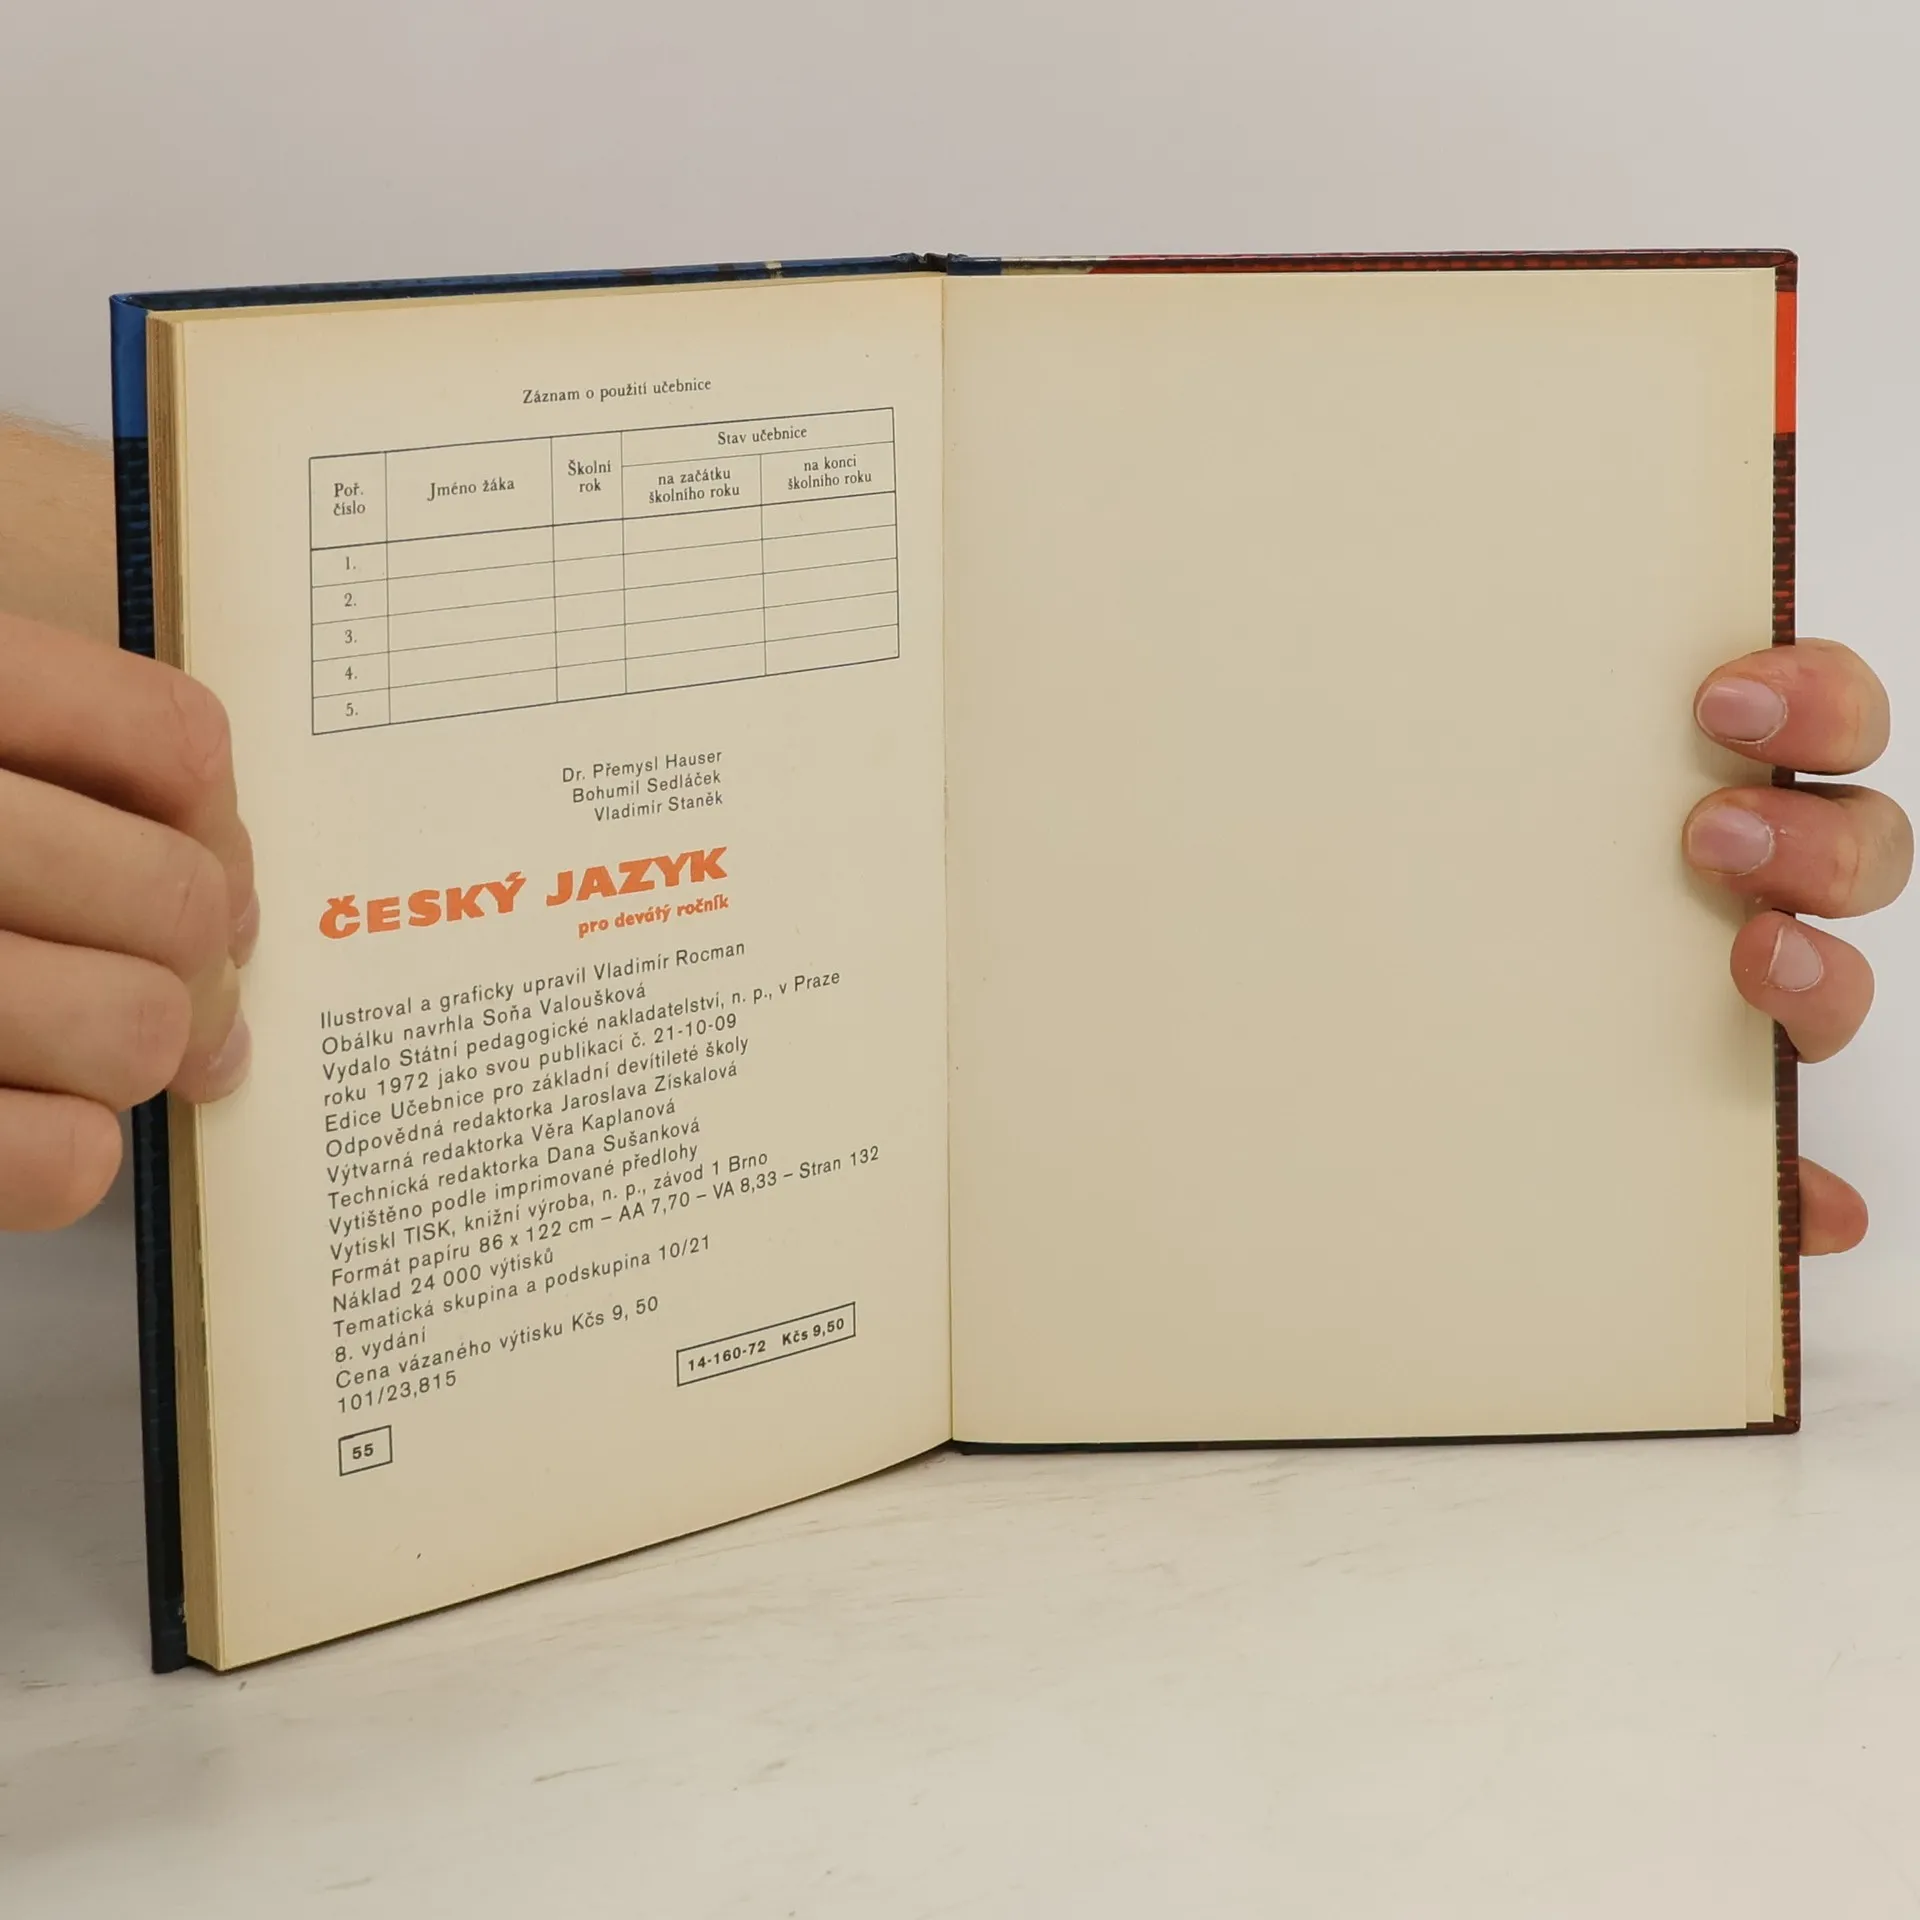 Záznam o použití učebnice
Poř. číslo
Jméno žáka
Školní rok
Stav učebnice
na začátku školního roku
na konci školního roku
1.
2.
3.
4.
5.
Dr. Přemysl Hauser
Bohumil Sedláček
Vladimír Staněk
ČESKÝ JAZYK
pro devátý ročník
Ilustroval a graficky upravil Vladimír Rocman
Obálku navrhla Soňa Valoušková
Vydalo Státní pedagogické nakladatelství, n. p., v Praze
roku 1972 jako svou publikaci č. 21-10-09
Edice Učebnice pro základní devítileté školy
Odpovědná redaktorka Jaroslava Získalová
Výtvarná redaktorka Věra Kaplanová
Technická redaktorka Dana Sušanková
Vytištěno podle imprimované předlohy
Vytiskl TISK, knižní výroba, n. p., závod 1 Brno
Formát papíru 86 x 122 cm – AA 7,70 – VA 8,33 – Stran 132
Náklad 24 000 výtisků
Tematická skupina a podskupina 10/21
8. vydání
Cena vázaného výtisku Kčs 9, 50
101/23,815
14-160-72 Kčs 9,50
55